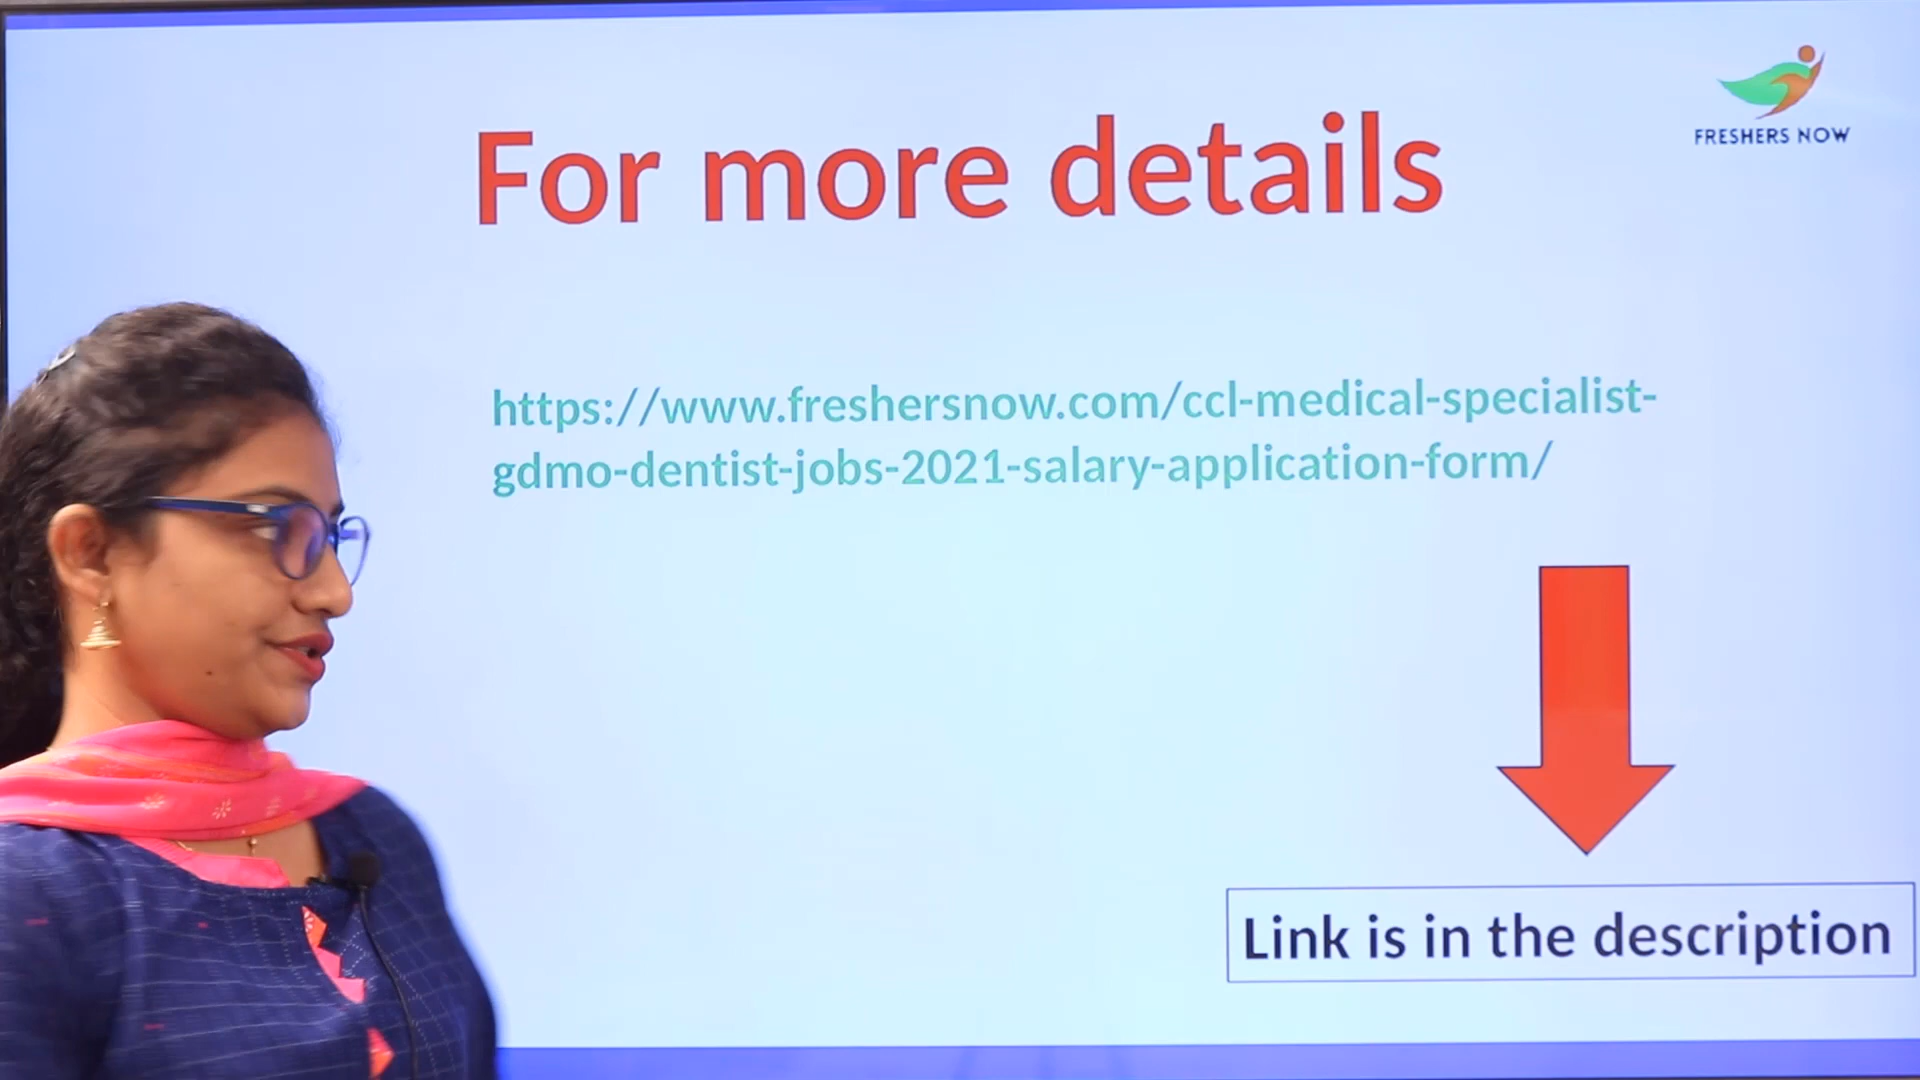 FRESHERS NOW
For more details
https://www.freshersnow.com/ccl-medical-specialist-
gdmo-dentist-jobs-2021-salary-application-form/
Link is in the description